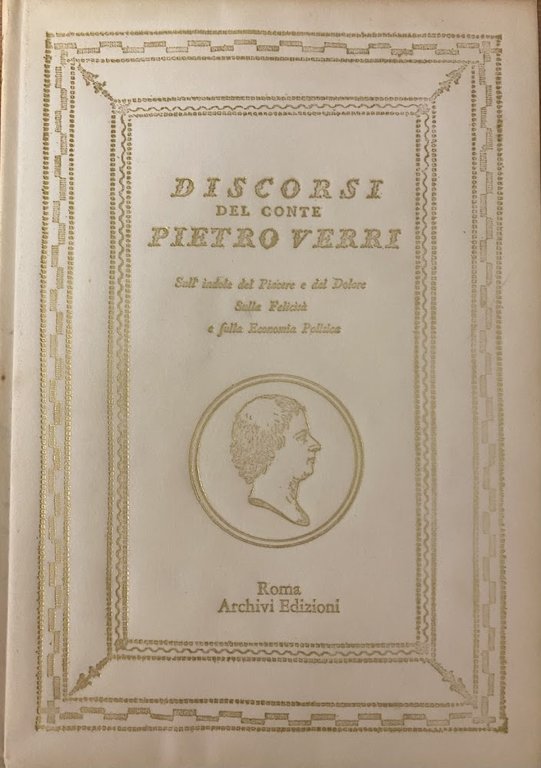 DISCORSI
DEL CONTE
PIETRO VERRI
Sull' indole del Piacere e del Dolore
Sulla Felicità
e ſulla Economia Politica
Roma
Archivi Edizioni